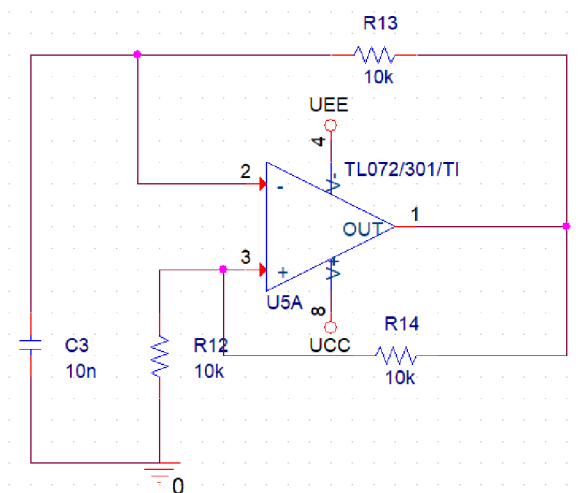 R13
10k
UEE
4
TL072/301/TI
V-
2
-
OUT
1
3
+
V+
U5A
8
UCC
R14
10k
C3
10n
R12
10k
0